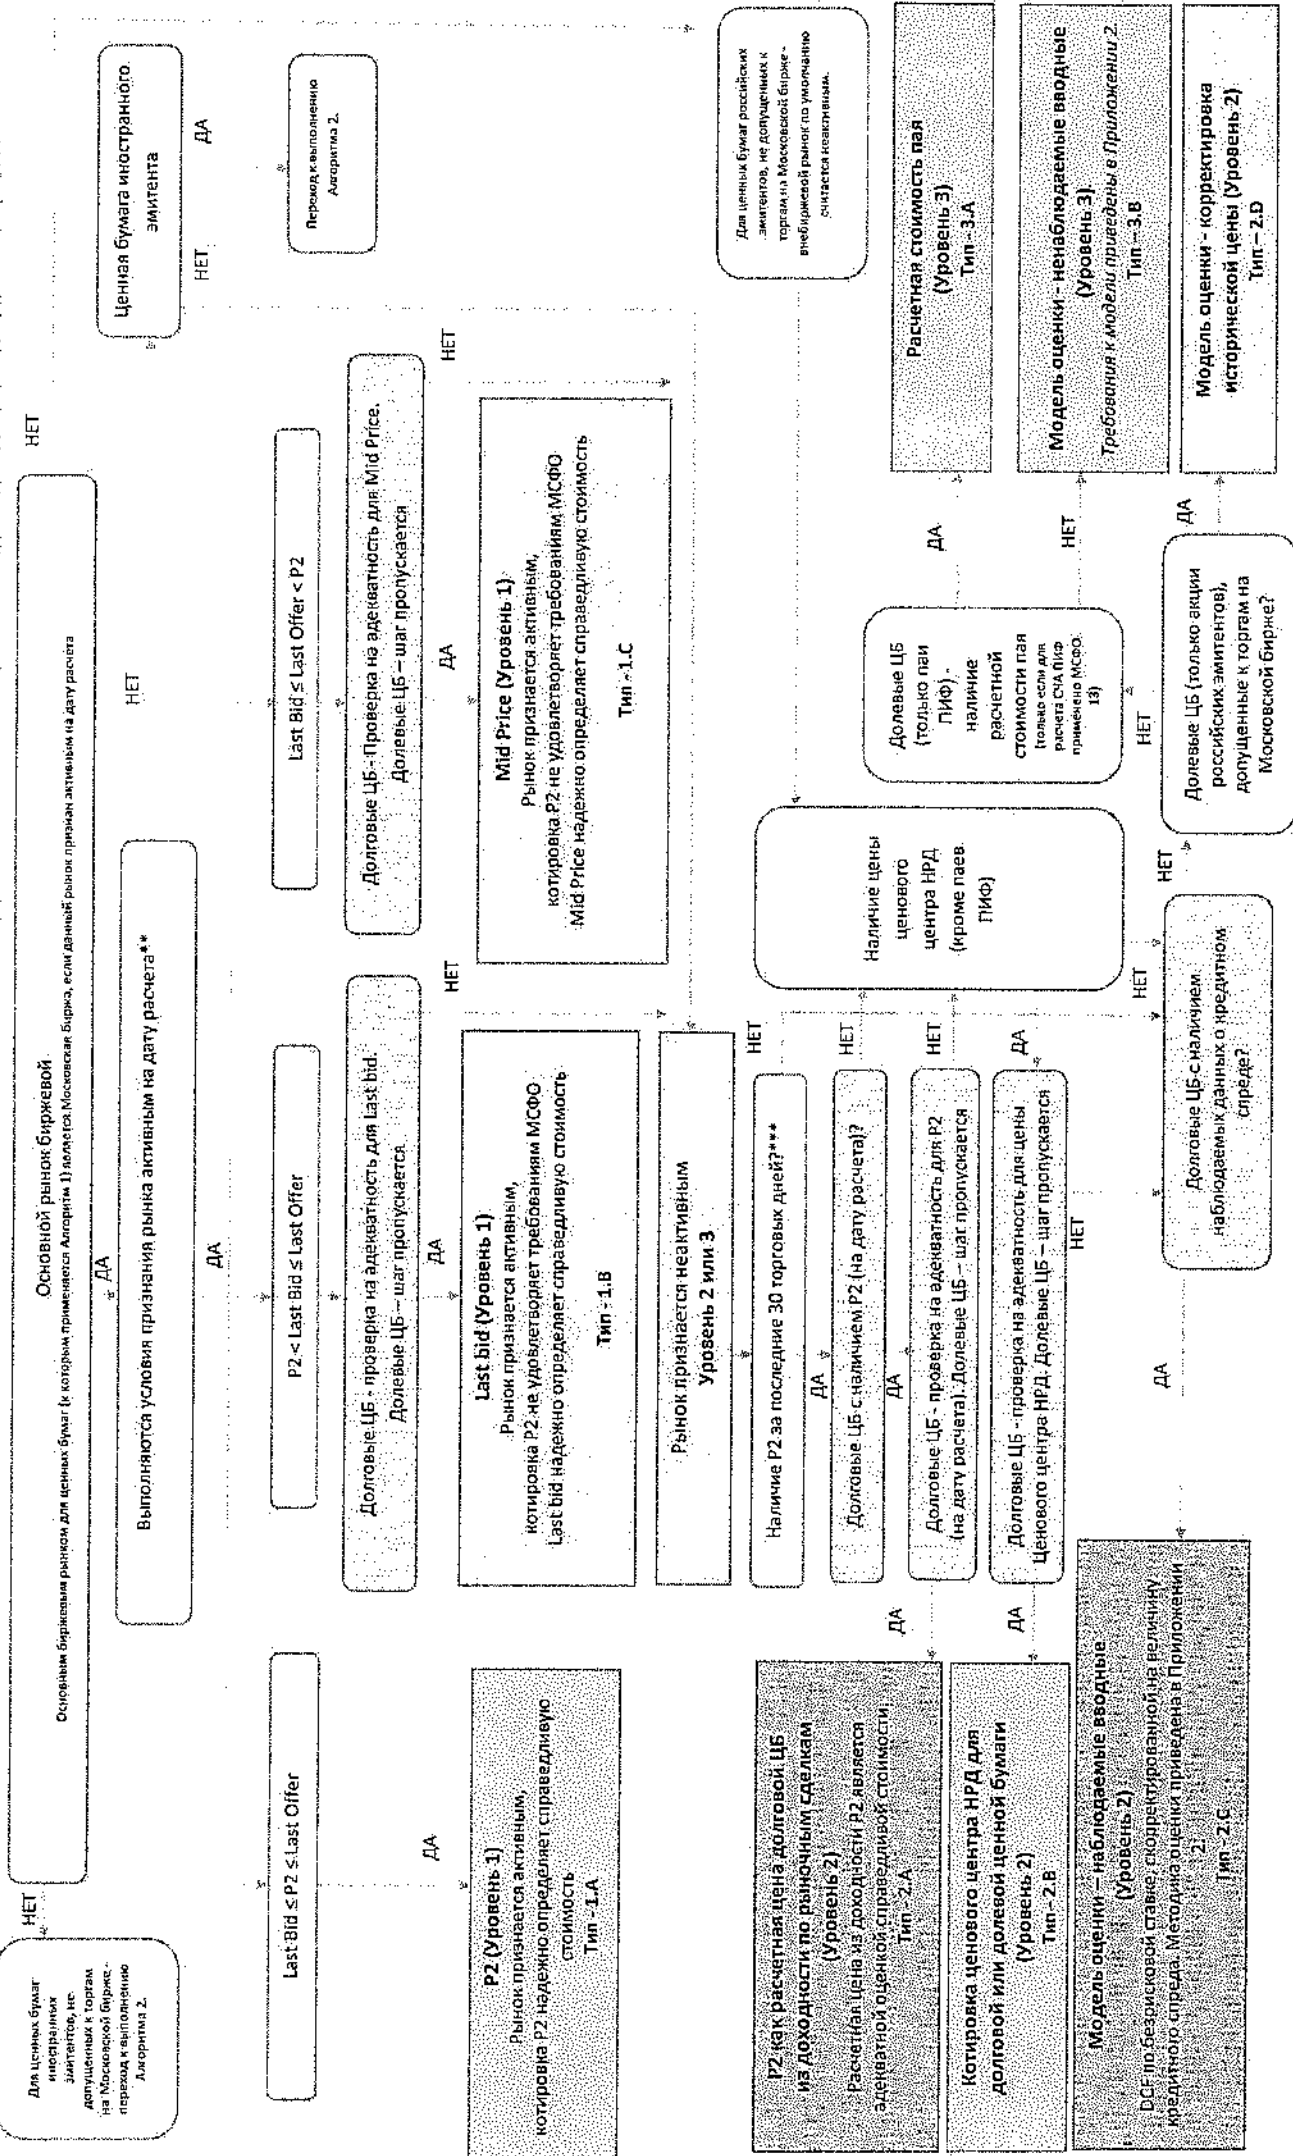 Основной рынок биржевой
Основным биржевым рынком для ценных бумаг (к которым применяется Алгоритм 1) является Московская биржа, если данный рынок признан активным на дату расчета
НЕТ
НЕТ
Для ценных бумаг
иностранных
эмитентов, не
допущенных к торгам
на Московской бирже -
переход к выполнению
Алгоритма 2.
ДА
Выполняются условия признания рынка активным на дату расчета**
НЕТ
Ценная бумага иностранного
эмитента
ДА
НЕТ
ДА
Переход к выполнению
Алгоритма 2.
Last Bid ≤ P2 ≤ Last Offer
P2 < Last Bid ≤ Last Offer
Last Bid ≤ Last Offer < P2
Долговые ЦБ - проверка на адекватность для Last bid.
Долевые ЦБ – шаг пропускается
Долговые ЦБ - Проверка на адекватность для Mid Price.
Долевые ЦБ – шаг пропускается
ДА
ДА
НЕТ
ДА
НЕТ
P2 (Уровень 1)
Рынок признается активным,
котировка P2 надежно определяет справедливую
стоимость
Тип - 1.A
Last bid (Уровень 1)
Рынок признается активным,
котировка P2 не удовлетворяет требованиям МСФО
Last bid надежно определяет справедливую стоимость
Тип - 1.B
Mid Price (Уровень 1)
Рынок признается активным,
котировка P2 не удовлетворяет требованиям МСФО
Mid Price надежно определяет справедливую стоимость
Тип - 1.C
Рынок признается неактивным
Уровень 2 или 3
Для ценных бумаг российских
эмитентов, не допущенных к
торгам на Московской бирже -
внебиржевой рынок по умолчанию
считается неактивным.
Наличие P2 за последние 30 торговых дней?***
НЕТ
ДА
Долговые ЦБ с наличием P2 (на дату расчета)?
НЕТ
ДА
Долговые ЦБ - проверка на адекватность для P2
(на дату расчета). Долевые ЦБ – шаг пропускается
НЕТ
ДА
Долговые ЦБ - проверка на адекватность для цены
Ценового центра НРД. Долевые ЦБ – шаг пропускается
ДА
ДА
НЕТ
Наличие цены
ценового
центра НРД
(кроме паев
ПИФ)
НЕТ
P2 как расчетная цена долговой ЦБ
из доходности по рыночным сделкам
(Уровень 2)
Расчетная цена из доходности P2 является
адекватной оценкой справедливой стоимости
Тип - 2.A
Котировка ценового центра НРД для
долговой или долевой ценной бумаги
(Уровень 2)
Тип – 2.B
Модель оценки – наблюдаемые вводные
(Уровень 2)
DCF по безрисковой ставке скорректированной на величину
кредитного спреда. Методика оценки приведена в Приложении
2.
Тип - 2.C
ДА
Долговые ЦБ с наличием
наблюдаемых данных о кредитном
спреде?
НЕТ
Долевые ЦБ (только акции
российских эмитентов),
допущенные к торгам на
Московской бирже?
ДА
НЕТ
Долевые ЦБ
(только паи
ПИФ) -
наличие
расчетной
стоимости пая
(только если для
расчета СЧА ПИФ
применено МСФО
13)
ДА
НЕТ
Расчетная стоимость пая
(Уровень 3)
Тип – 3.A
Модель оценки - ненаблюдаемые вводные
(Уровень 3)
Требования к модели приведены в Приложении 2.
Тип – 3.B
Модель оценки - корректировка
исторической цены (Уровень 2)
Тип – 2.D